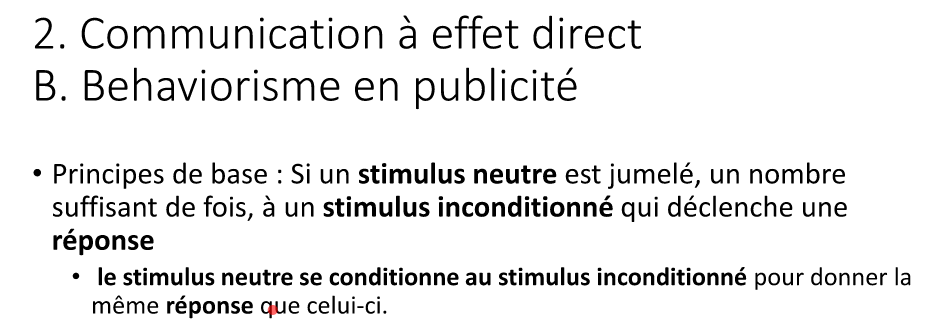 2. Communication à effet direct
B. Behaviorisme en publicité
• Principes de base : Si un stimulus neutre est jumelé, un nombre
suffisant de fois, à un stimulus inconditionné qui déclenche une
réponse
• le stimulus neutre se conditionne au stimulus inconditionné pour donner la
même réponse que celui-ci.